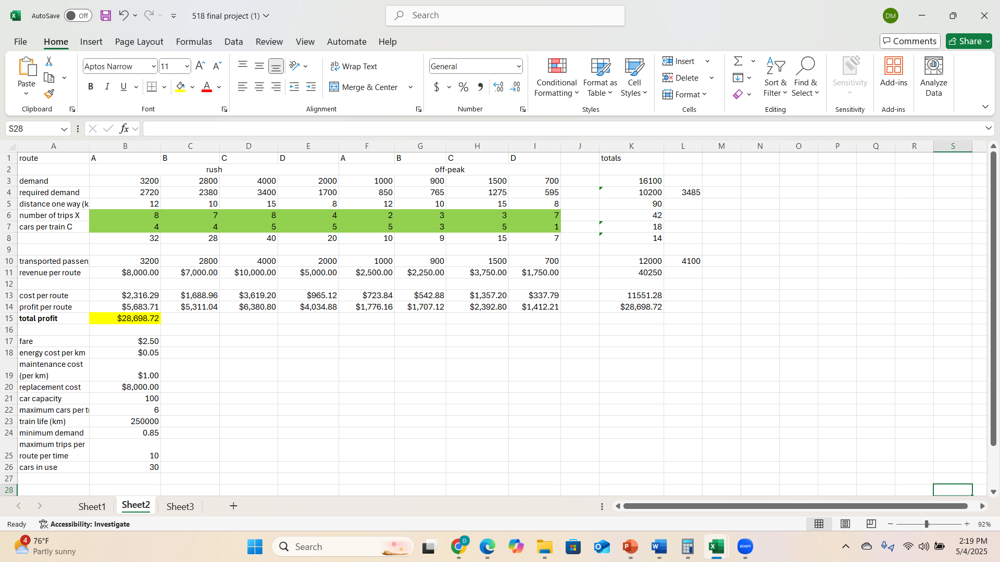 AutoSave Off 518 final project (1) Search DM
File Home Insert Page Layout Formulas Data Review View Automate Help Comments Share
Aptos Narrow 11 Wrap Text General Insert
Paste B I U A Merge & Center $ % Conditional Formatting Format as Table Cell Styles Delete Format Sort & Filter Find & Select Sensitivity Add-ins Analyze Data
Clipboard Font Alignment Number Styles Cells Editing Sensitivity Add-ins
S28 fx
A B C D E F G H I J K L M N O P Q R S
1 route A B C D A B C D totals
2 rush off-peak
3 demand 3200 2800 4000 2000 1000 900 1500 700 16100
4 required demand 2720 2380 3400 1700 850 765 1275 595 10200 3485
5 distance one way (k 12 10 15 8 12 10 15 8 90
6 number of trips X 8 7 8 4 2 3 3 7 42
7 cars per train C 4 4 5 5 5 3 5 1 18
8 32 28 40 20 10 9 15 7 14
9
10 transported passen 3200 2800 4000 2000 1000 900 1500 700 12000 4100
11 revenue per route $8,000.00 $7,000.00 $10,000.00 $5,000.00 $2,500.00 $2,250.00 $3,750.00 $1,750.00 40250
12
13 cost per route $2,316.29 $1,688.96 $3,619.20 $965.12 $723.84 $542.88 $1,357.20 $337.79 11551.28
14 profit per route $5,683.71 $5,311.04 $6,380.80 $4,034.88 $1,776.16 $1,707.12 $2,392.80 $1,412.21 $28,698.72
15 total profit $28,698.72
16
17 fare $2.50
18 energy cost per km $0.05
maintenance cost
19 (per km) $1.00
20 replacement cost $8,000.00
21 car capacity 100
22 maximum cars per t 6
23 train life (km) 250000
24 minimum demand 0.85
maximum trips per
25 route per time 10
26 cars in use 30
27
28
Sheet1 Sheet2 Sheet3
Ready Accessibility: Investigate 92%
4 76°F Search zoom 2:19 PM
Partly sunny 5/4/2025